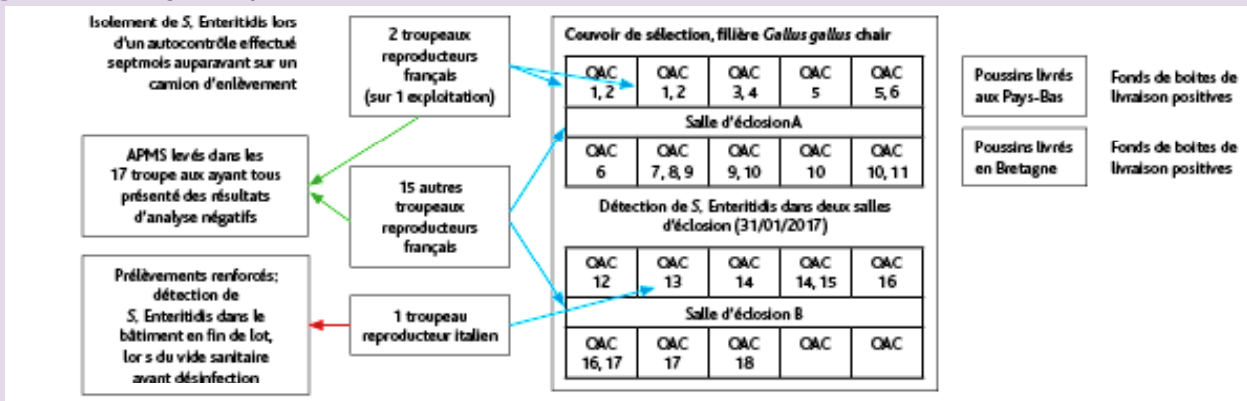 Isolement de S, Enteritidis lors
d'un autocontrôle effectué
septmois auparavant sur un
camion d'enlèvement
APMS levés dans les
17 troupe aux ayant tous
présenté des résultats
d'analyse négatifs
Prélèvements renforcés;
détection de
S, Enteritidis dans le
bâtiment en fin de lot,
lor s du vide sanitaire
avant désinfection
2 troupeaux
reproducteurs
français
(sur 1 exploitation)
15 autres
troupeaux
reproducteurs
français
1 troupeau
reproducteur italien
Couvoir de sélection, filière Gallus gallus chair
OAC OAC OAC OAC OAC
1, 2 1, 2 3, 4 5 5, 6
Salle d'éclosion A
OAC OAC OAC OAC OAC
6 7, 8, 9 9, 10 10 10, 11
Détection de S, Enteritidis dans deux salles
d'éclosion (31/01/2017)
OAC OAC OAC OAC OAC
12 13 14 14, 15 16
Salle d'éclosion B
OAC OAC OAC OAC OAC
16, 17 17 18
Poussins livrés
aux Pays-Bas
Fonds de boites de
livraison positives
Poussins livrés
en Bretagne
Fonds de boites de
livraison positives